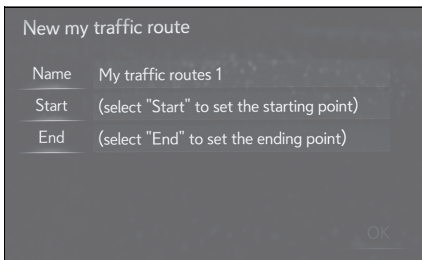 New my traffic route
Name My traffic routes 1
Start (select "Start" to set the starting point)
End (select "End" to set the ending point)
OK